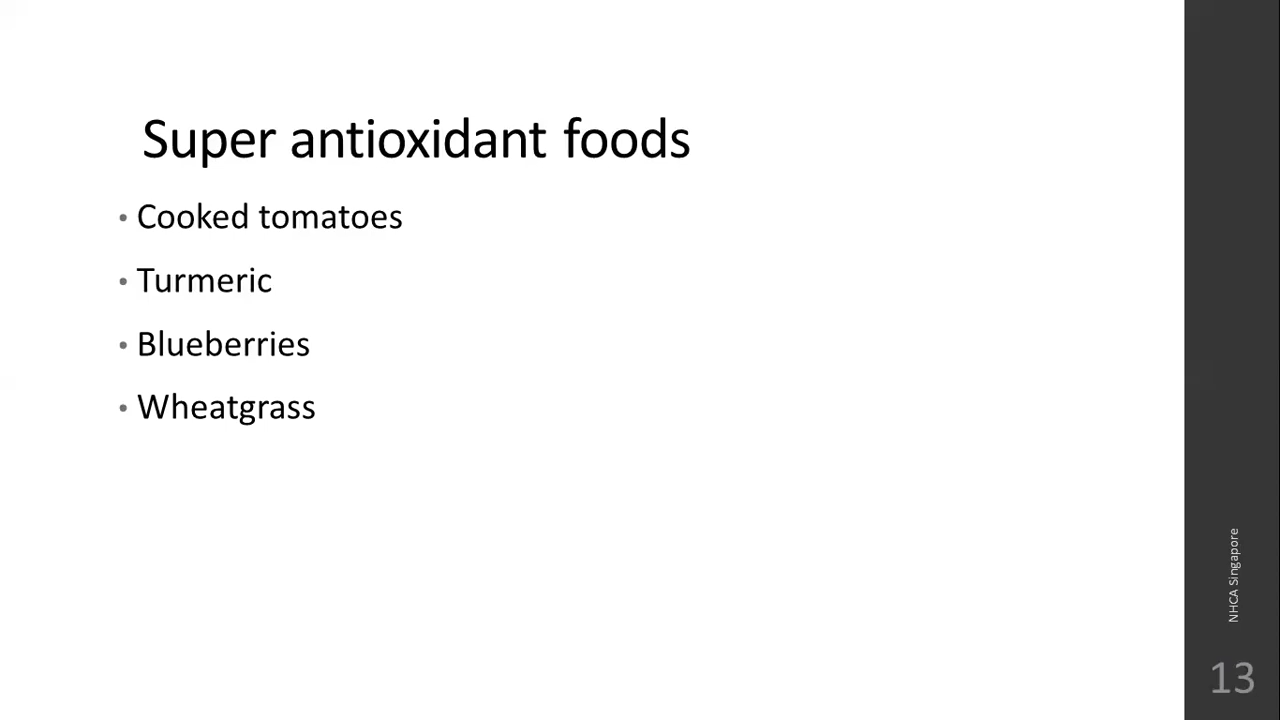 Super antioxidant foods
• Cooked tomatoes
• Turmeric
• Blueberries
• Wheatgrass
NHCA Singapore
13